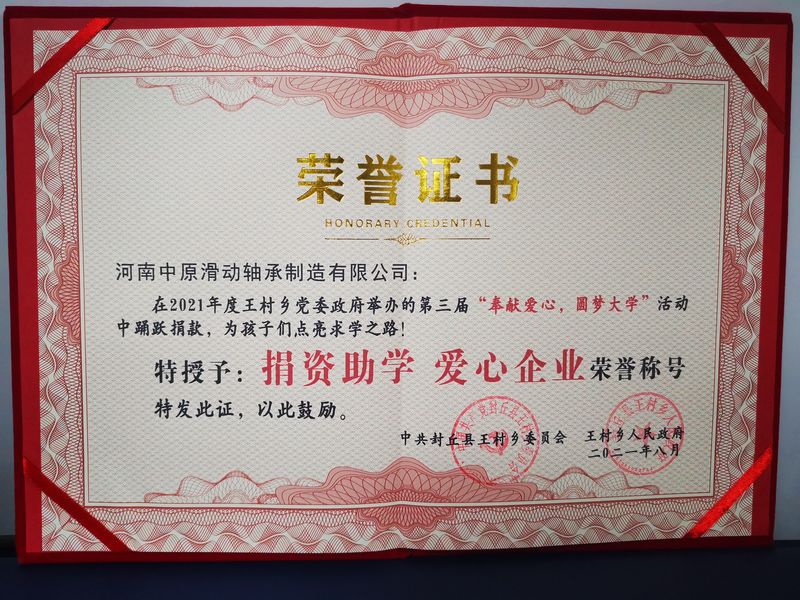 荣誉证书
HONORARY CREDENTIAL
河南中原滑动轴承制造有限公司：
在2021年度王村乡党委政府举办的第三届“奉献爱心，圆梦大学”活动
中踊跃捐款，为孩子们点亮求学之路！
特授予：捐资助学 爱心企业荣誉称号
特发此证，以此鼓励。
中共封丘县王村乡委员会 王村乡人民政府
二〇二一年八月